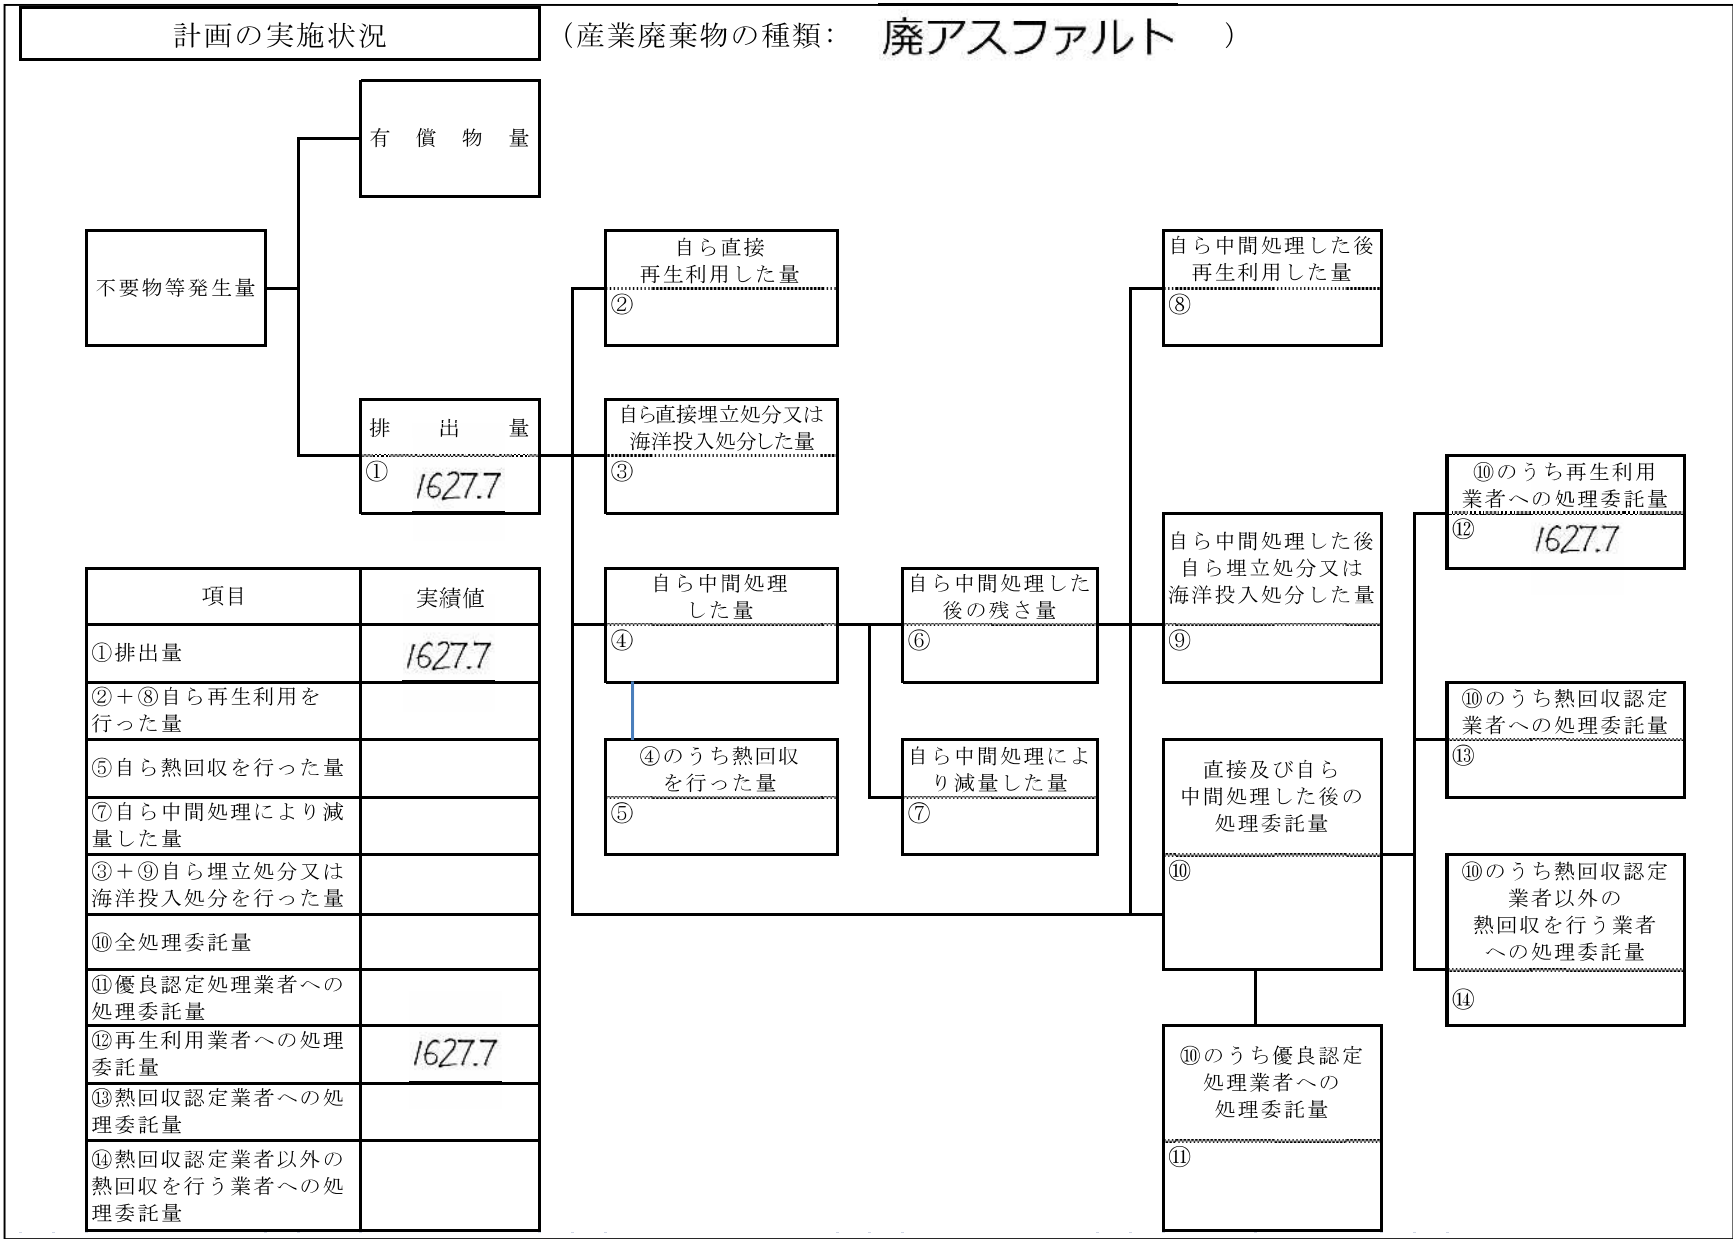 計画の実施状況 (産業廃棄物の種類: 廃アスファルト )
有償物量
不要物等発生量
自ら直接
再生利用した量
②
自ら中間処理した後
再生利用した量
⑧
排出量
① 1627.7
自ら直接埋立処分又は
海洋投入処分した量
③
⑩のうち再生利用
業者への処理委託量
⑫ 1627.7
自ら中間処理した後
自ら埋立処分又は
海洋投入処分した量
⑨
自ら中間処理
した量
④
自ら中間処理した
後の残さ量
⑥
④のうち熱回収
を行った量
⑤
自ら中間処理によ
り減量した量
⑦
直接及び自ら
中間処理した後の
処理委託量
⑩
⑩のうち熱回収認定
業者への処理委託量
⑬
⑩のうち熱回収認定
業者以外の
熱回収を行う業者
への処理委託量
⑭
⑩のうち優良認定
処理業者への
処理委託量
⑪
項目 実績値
①排出量 1627.7
②+⑧自ら再生利用を
行った量
⑤自ら熱回収を行った量
⑦自ら中間処理により減
量した量
③+⑨自ら埋立処分又は
海洋投入処分を行った量
⑩全処理委託量
⑪優良認定処理業者への
処理委託量
⑫再生利用業者への処理
委託量 1627.7
⑬熱回収認定業者への処
理委託量
⑭熱回収認定業者以外の
熱回収を行う業者への処
理委託量